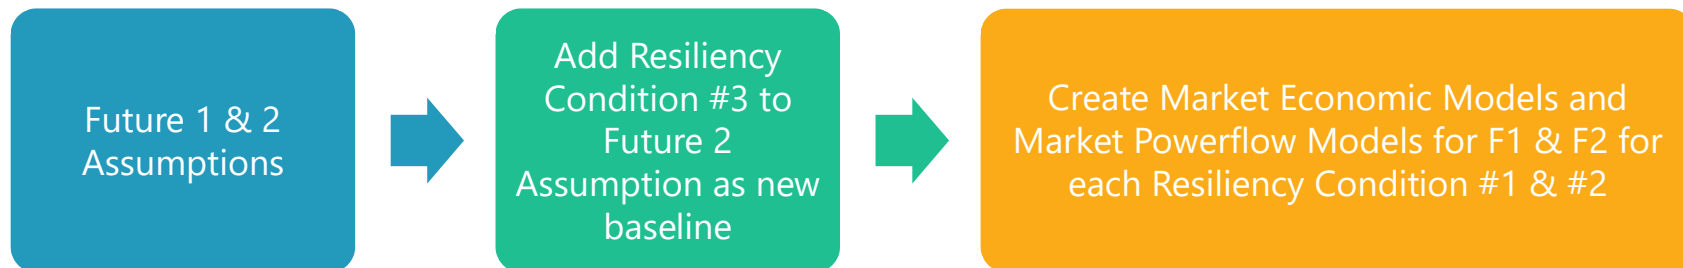 Future 1 & 2
Assumptions
Add Resiliency
Condition #3 to
Future 2
Assumption as new
baseline
Create Market Economic Models and
Market Powerflow Models for F1 & F2 for
each Resiliency Condition #1 & #2